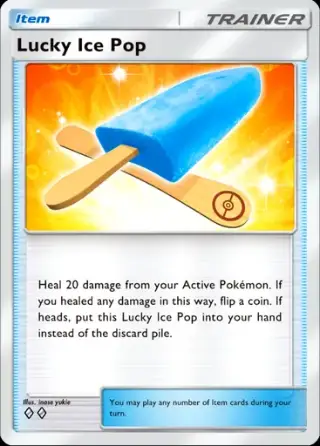 Item
TRAINER
Lucky Ice Pop
Heal 20 damage from your Active Pokémon. If
you healed any damage in this way, flip a coin. If
heads, put this Lucky Ice Pop into your hand
instead of the discard pile.
Illus. inose yukie
You may play any number of Item cards during your
turn.